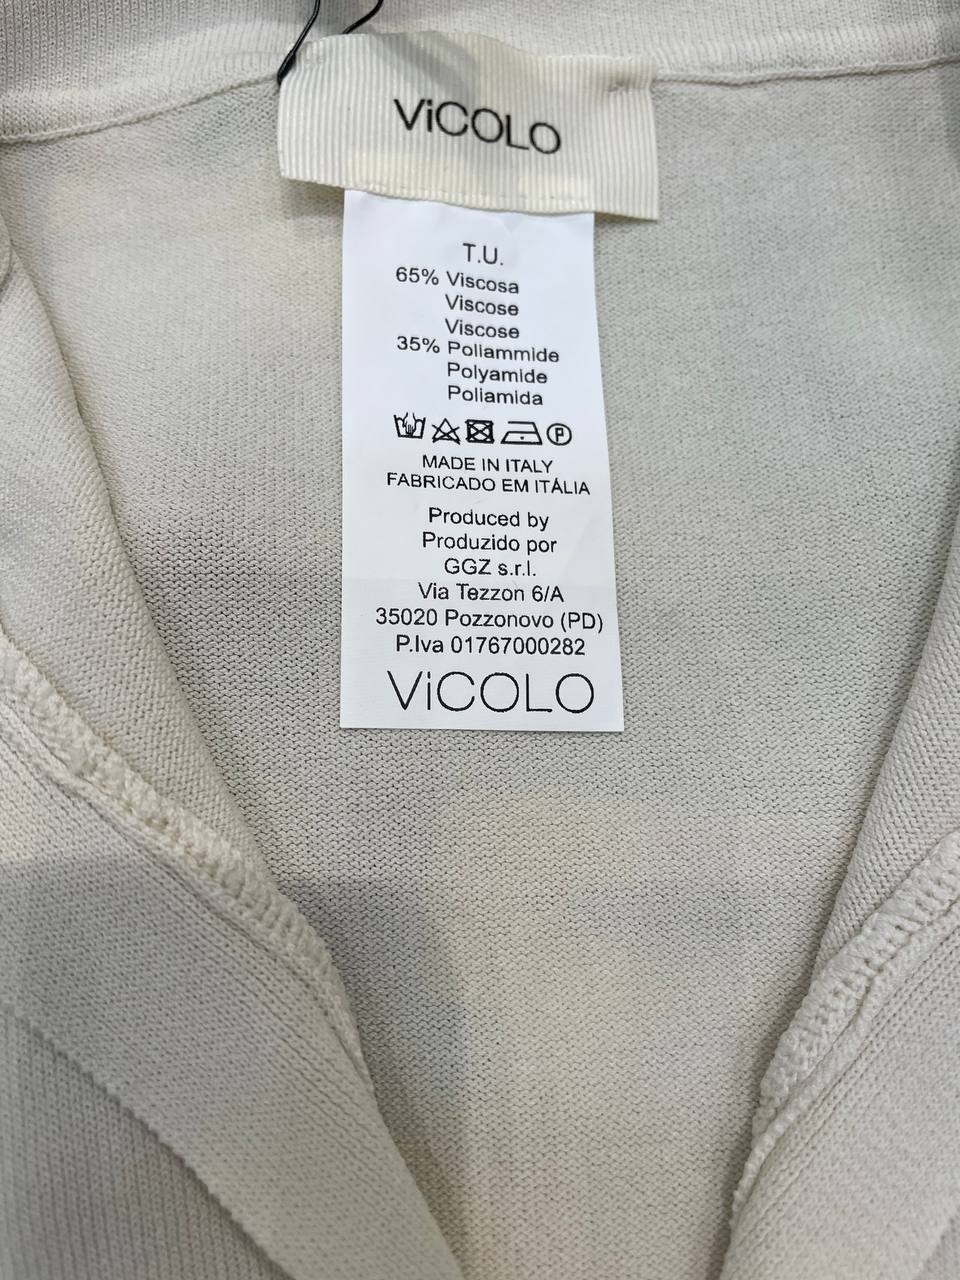 ViCOLO
T.U.
65% Viscosa
Viscose
Viscose
35% Poliammide
Polyamide
Poliamida
P
MADE IN ITALY
FABRICADO EM ITÁLIA
Produced by
Produzido por
GGZ s.r.l.
Via Tezzon 6/A
35020 Pozzonovo (PD)
P.Iva 01767000282
ViCOLO